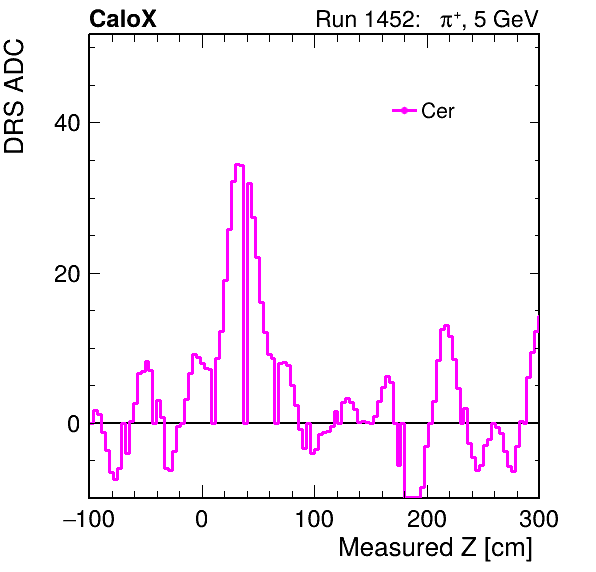 CaloX Run 1452: π⁺, 5 GeV
DRS ADC
40
20
0
Cer
−100 0 100 200 300
Measured Z [cm]